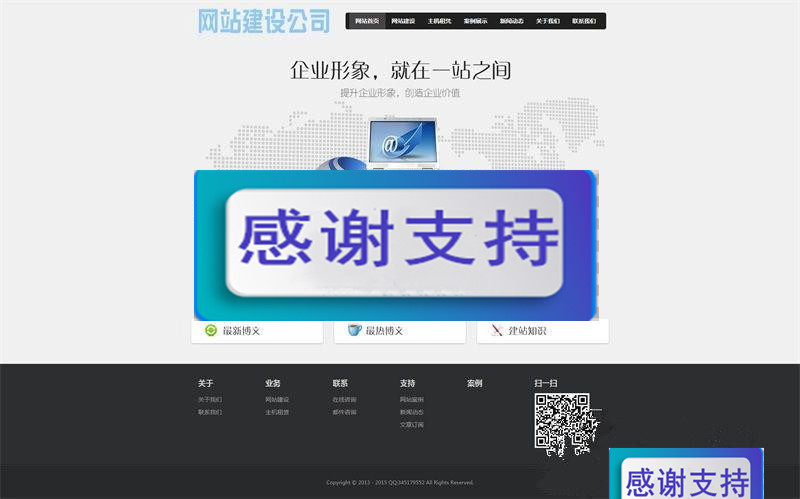 网站建设公司
网站首页 网站建设 主机租凭 案例展示 新闻动态 关于我们 联系我们
企业形象，就在一站之间
提升企业形象，创造企业价值
@
感谢支持
最新博文 最热博文 建站知识
关于 业务 联系 支持 案例 扫一扫
关于我们 网站建设 在线咨询 网站案例
联系我们 主机租赁 邮件咨询 新闻动态
文章订阅
Copyright © 2013 - 2015 QQ:345179552 All Rights Reserved.
感谢支持